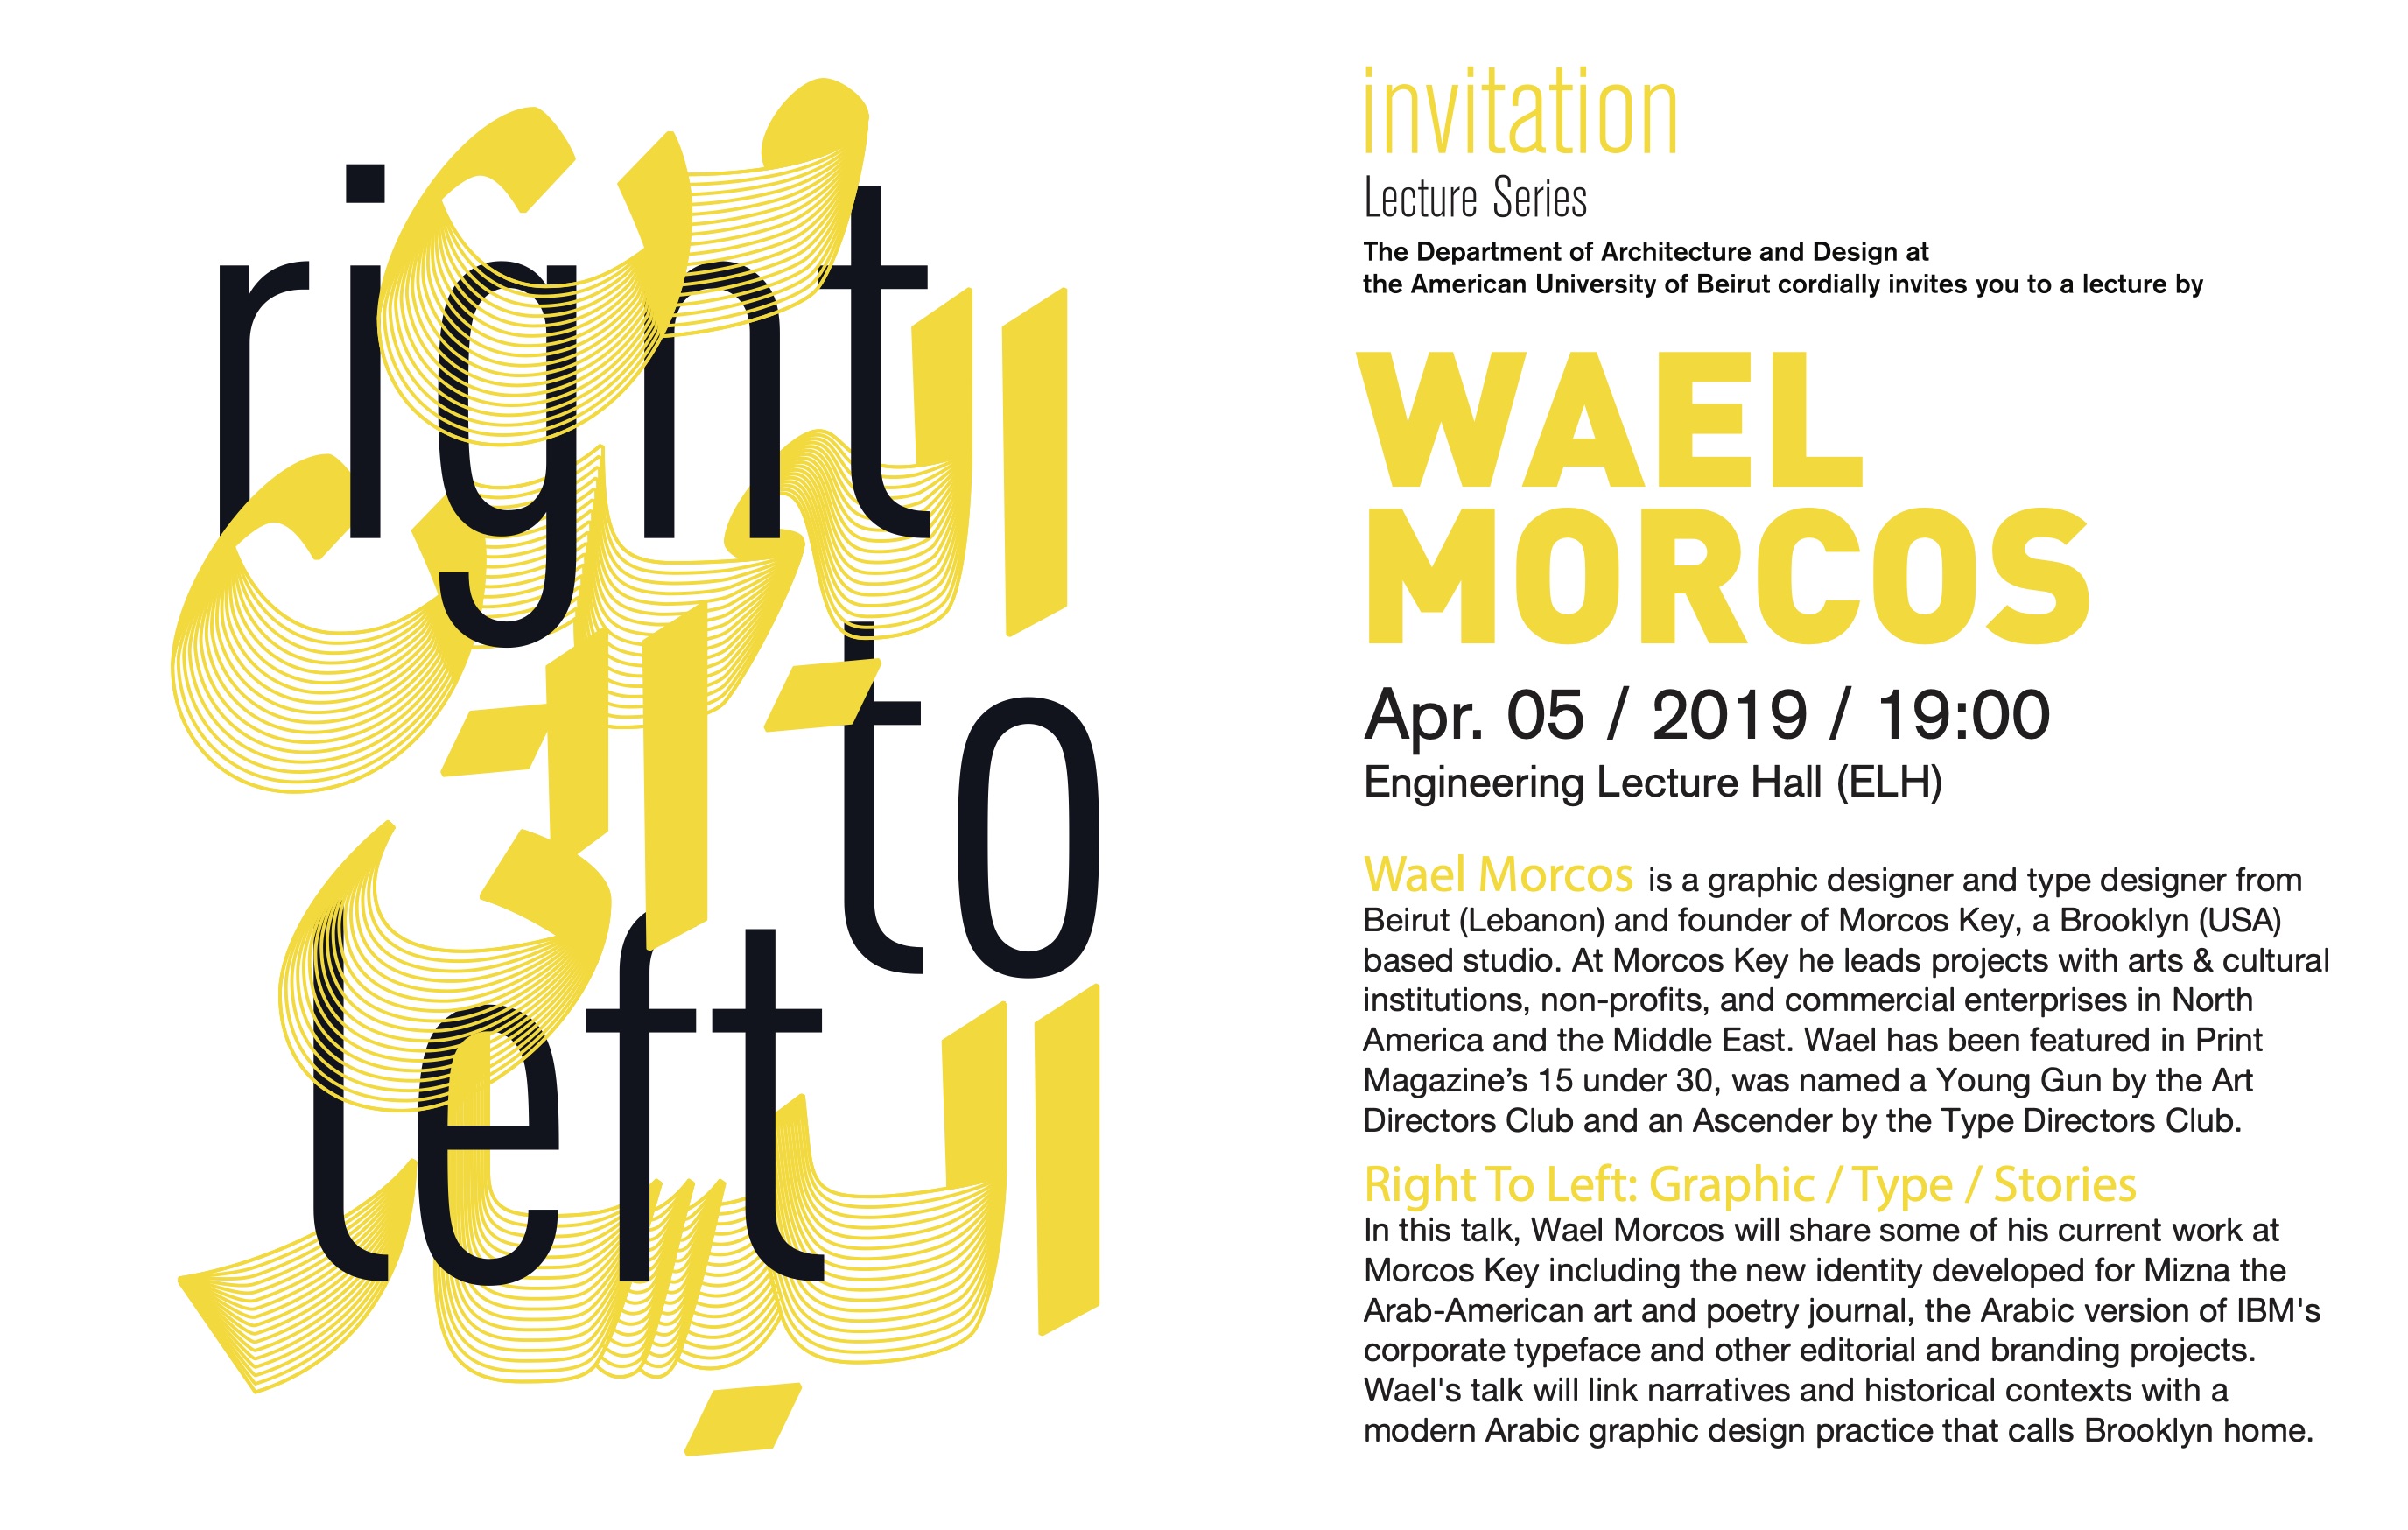 right
to
left
من
اليمين
الى
اليسار
invitation
Lecture Series
The Department of Architecture and Design at
the American University of Beirut cordially invites you to a lecture by
WAEL
MORCOS
Apr. 05 / 2019 / 19:00
Engineering Lecture Hall (ELH)
Wael Morcos is a graphic designer and type designer from
Beirut (Lebanon) and founder of Morcos Key, a Brooklyn (USA)
based studio. At Morcos Key he leads projects with arts & cultural
institutions, non-profits, and commercial enterprises in North
America and the Middle East. Wael has been featured in Print
Magazine’s 15 under 30, was named a Young Gun by the Art
Directors Club and an Ascender by the Type Directors Club.
Right To Left: Graphic / Type / Stories
In this talk, Wael Morcos will share some of his current work at
Morcos Key including the new identity developed for Mizna the
Arab-American art and poetry journal, the Arabic version of IBM's
corporate typeface and other editorial and branding projects.
Wael's talk will link narratives and historical contexts with a
modern Arabic graphic design practice that calls Brooklyn home.